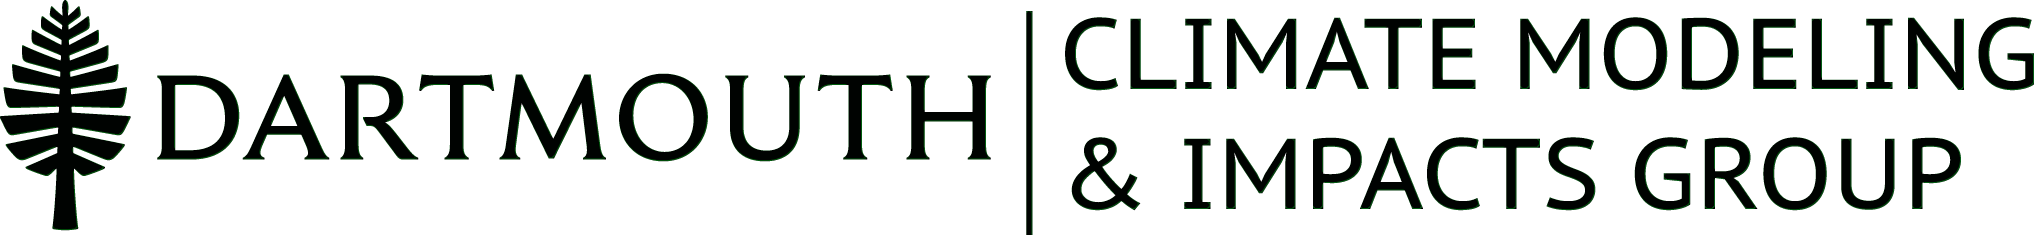 DARTMOUTH
CLIMATE MODELING
& IMPACTS GROUP